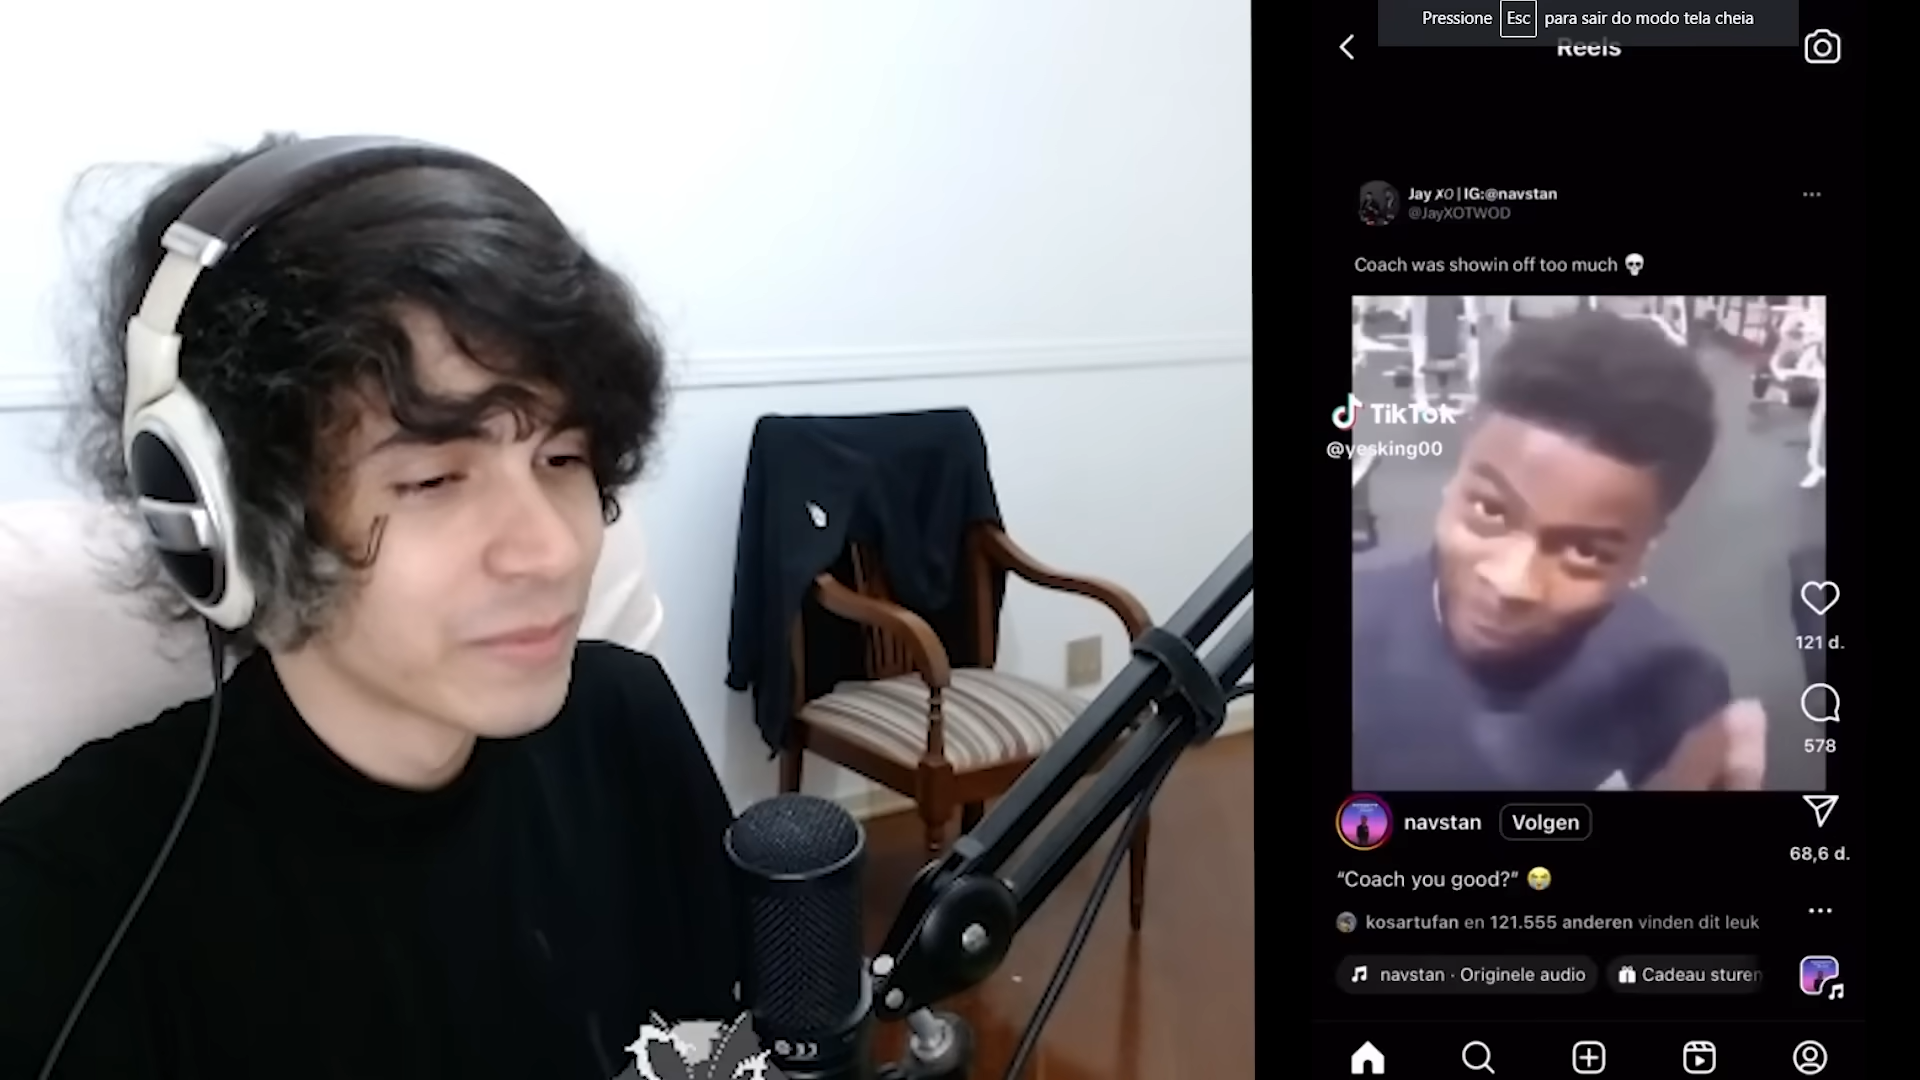 Pressione Esc para sair do modo tela cheia
Reels
Jay XO | IG:@navstan
@JayXOTWOD
Coach was showin off too much 💀
TikTok
@yesking00
121 d.
578
navstan Volgen
68,6 d.
“Coach you good?” 😭
kosartufan en 121.555 anderen vinden dit leuk
navstan · Originele audio
Cadeau sturen